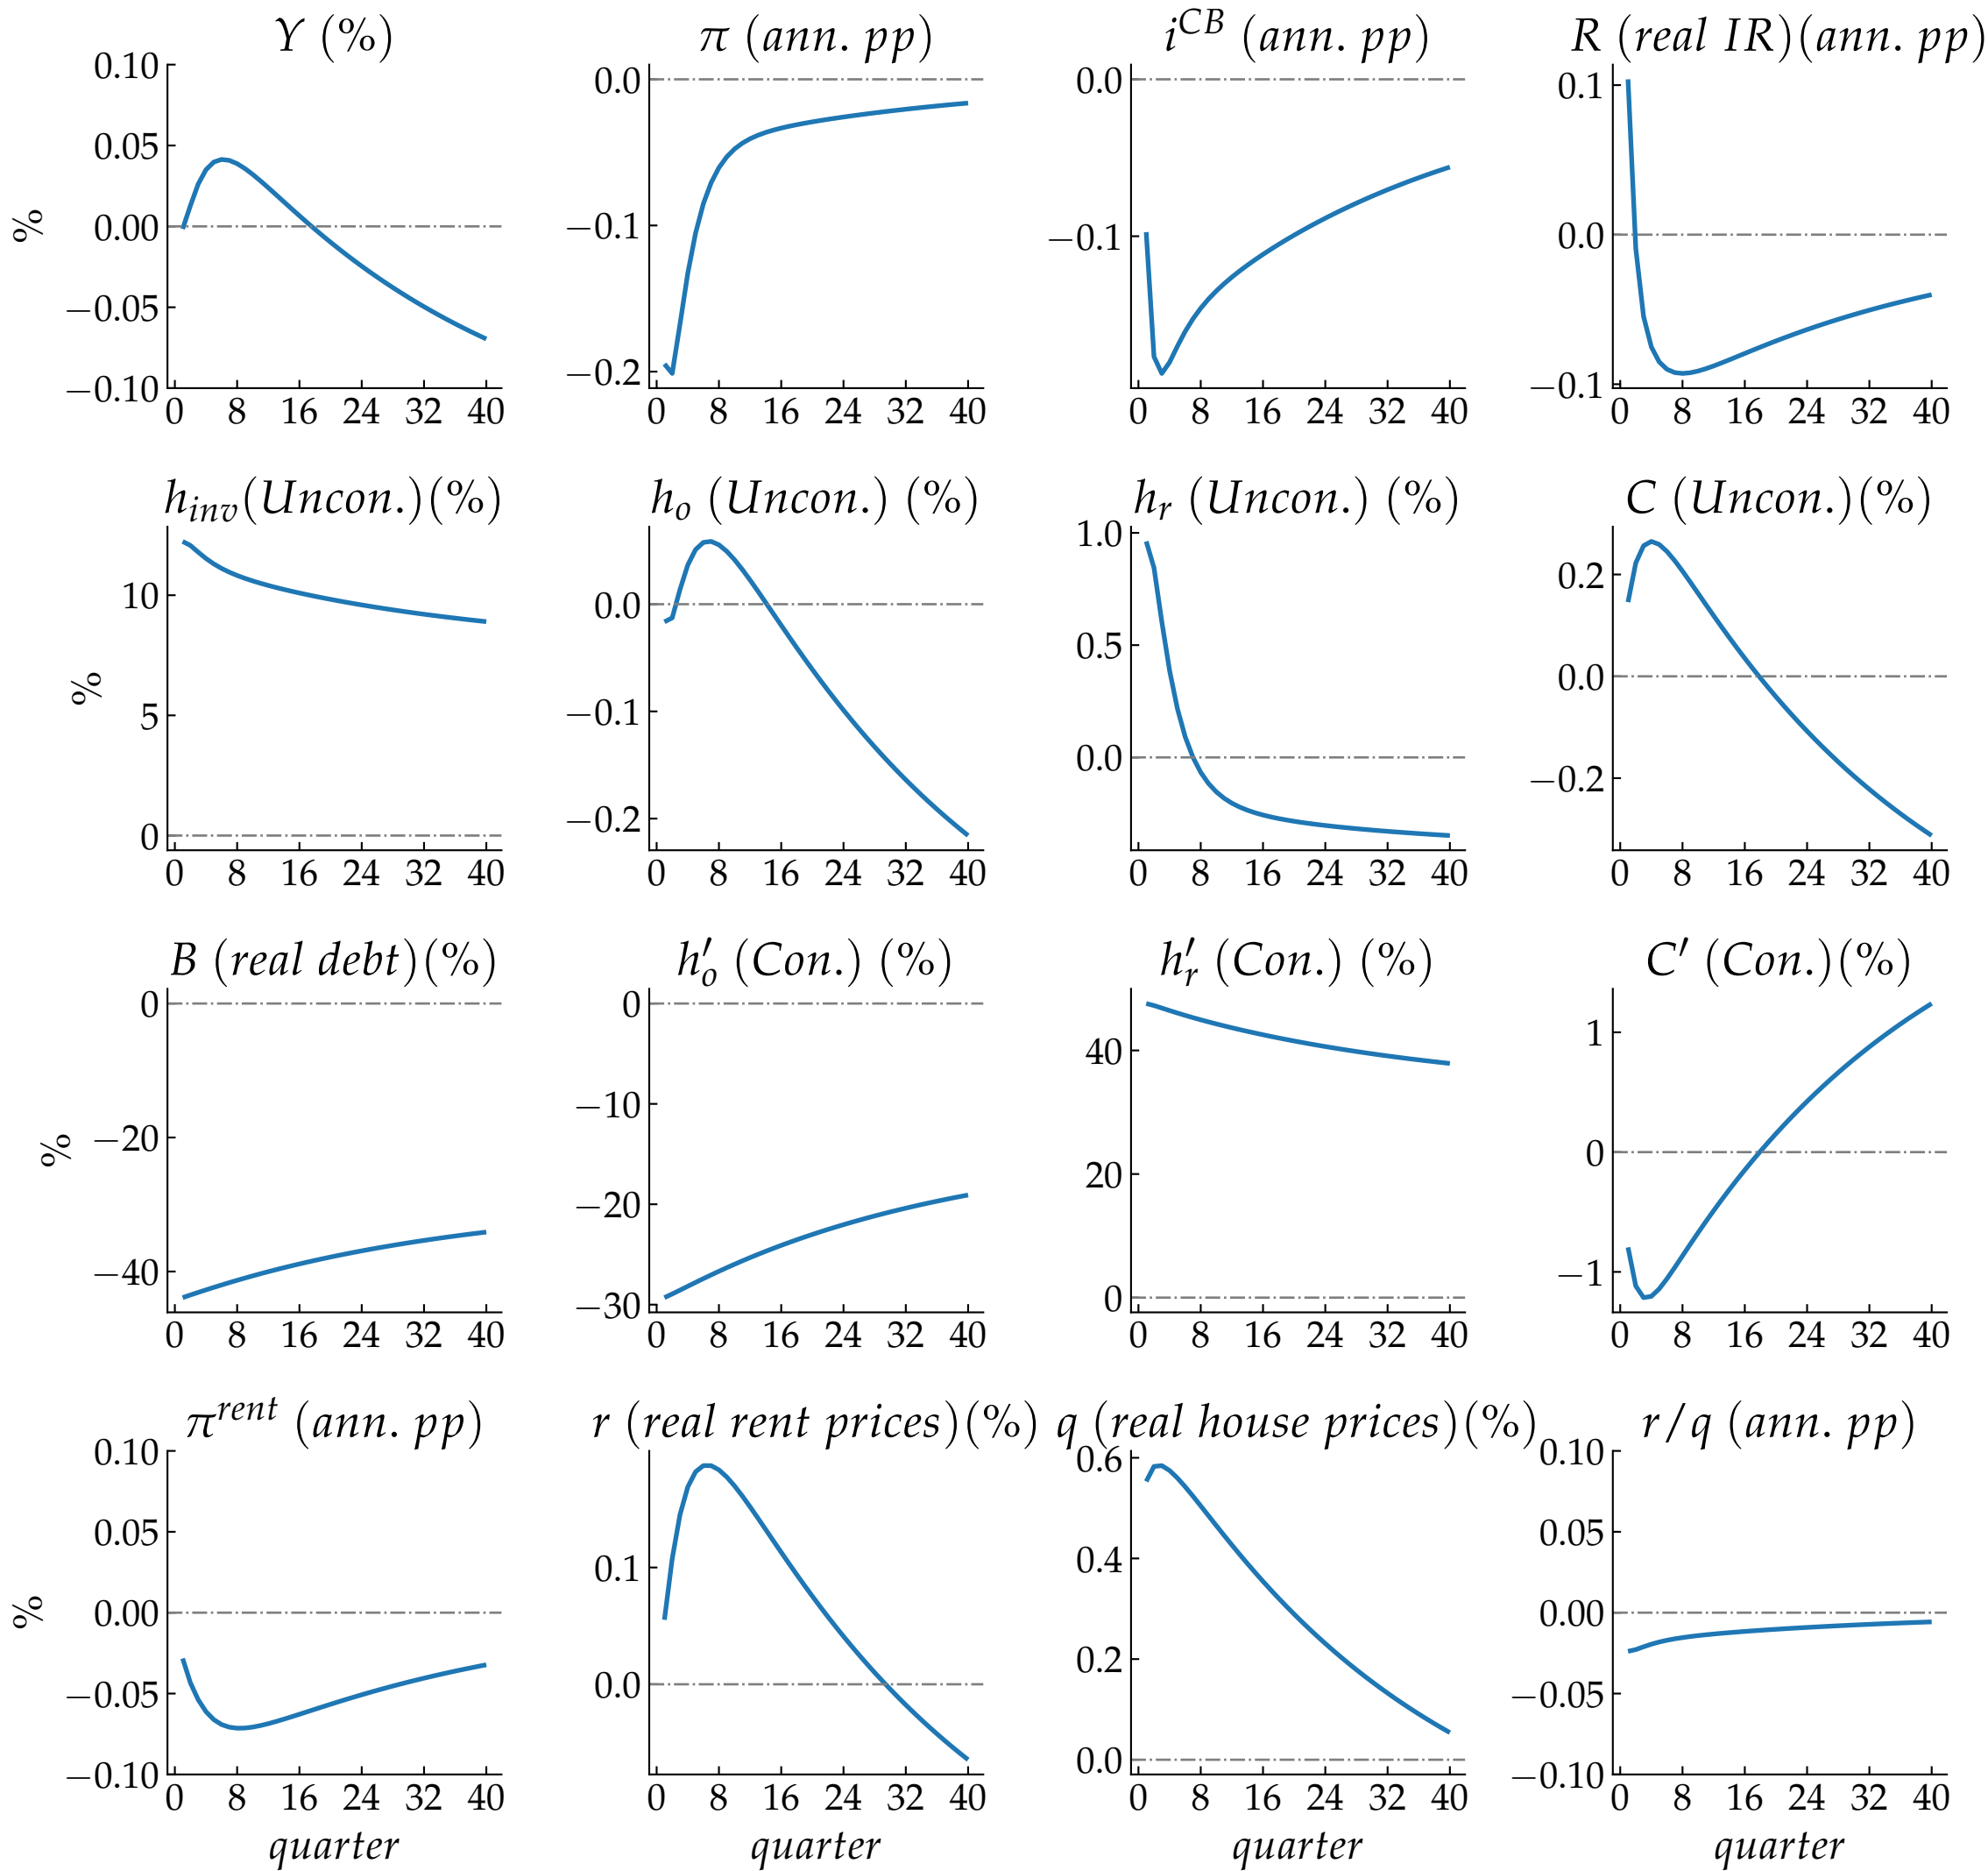 Y (%)
π (ann. pp)
i^{CB} (ann. pp)
R (real IR)(ann. pp)
%
0.10
0.05
0.00
−0.05
−0.10
0 8 16 24 32 40
0.0
−0.1
−0.2
0 8 16 24 32 40
0.0
−0.1
0 8 16 24 32 40
0.1
0.0
−0.1
0 8 16 24 32 40
h_{inv}(Uncon.)(%)
h_o (Uncon.) (%)
h_r (Uncon.) (%)
C (Uncon.)(%)
%
10
5
0
0 8 16 24 32 40
0.0
−0.1
−0.2
0 8 16 24 32 40
1.0
0.5
0.0
0 8 16 24 32 40
0.2
0.0
−0.2
0 8 16 24 32 40
B (real debt)(%)
h′_o (Con.) (%)
h′_r (Con.) (%)
C′ (Con.)(%)
%
0
−20
−40
0 8 16 24 32 40
0
−10
−20
−30
0 8 16 24 32 40
40
20
0
0 8 16 24 32 40
1
0
−1
0 8 16 24 32 40
π^{rent} (ann. pp)
r (real rent prices)(%)
q (real house prices)(%)
r/q (ann. pp)
%
0.10
0.05
0.00
−0.05
−0.10
0 8 16 24 32 40
quarter
0.1
0.0
0 8 16 24 32 40
quarter
0.6
0.4
0.2
0.0
0 8 16 24 32 40
quarter
0.10
0.05
0.00
−0.05
−0.10
0 8 16 24 32 40
quarter